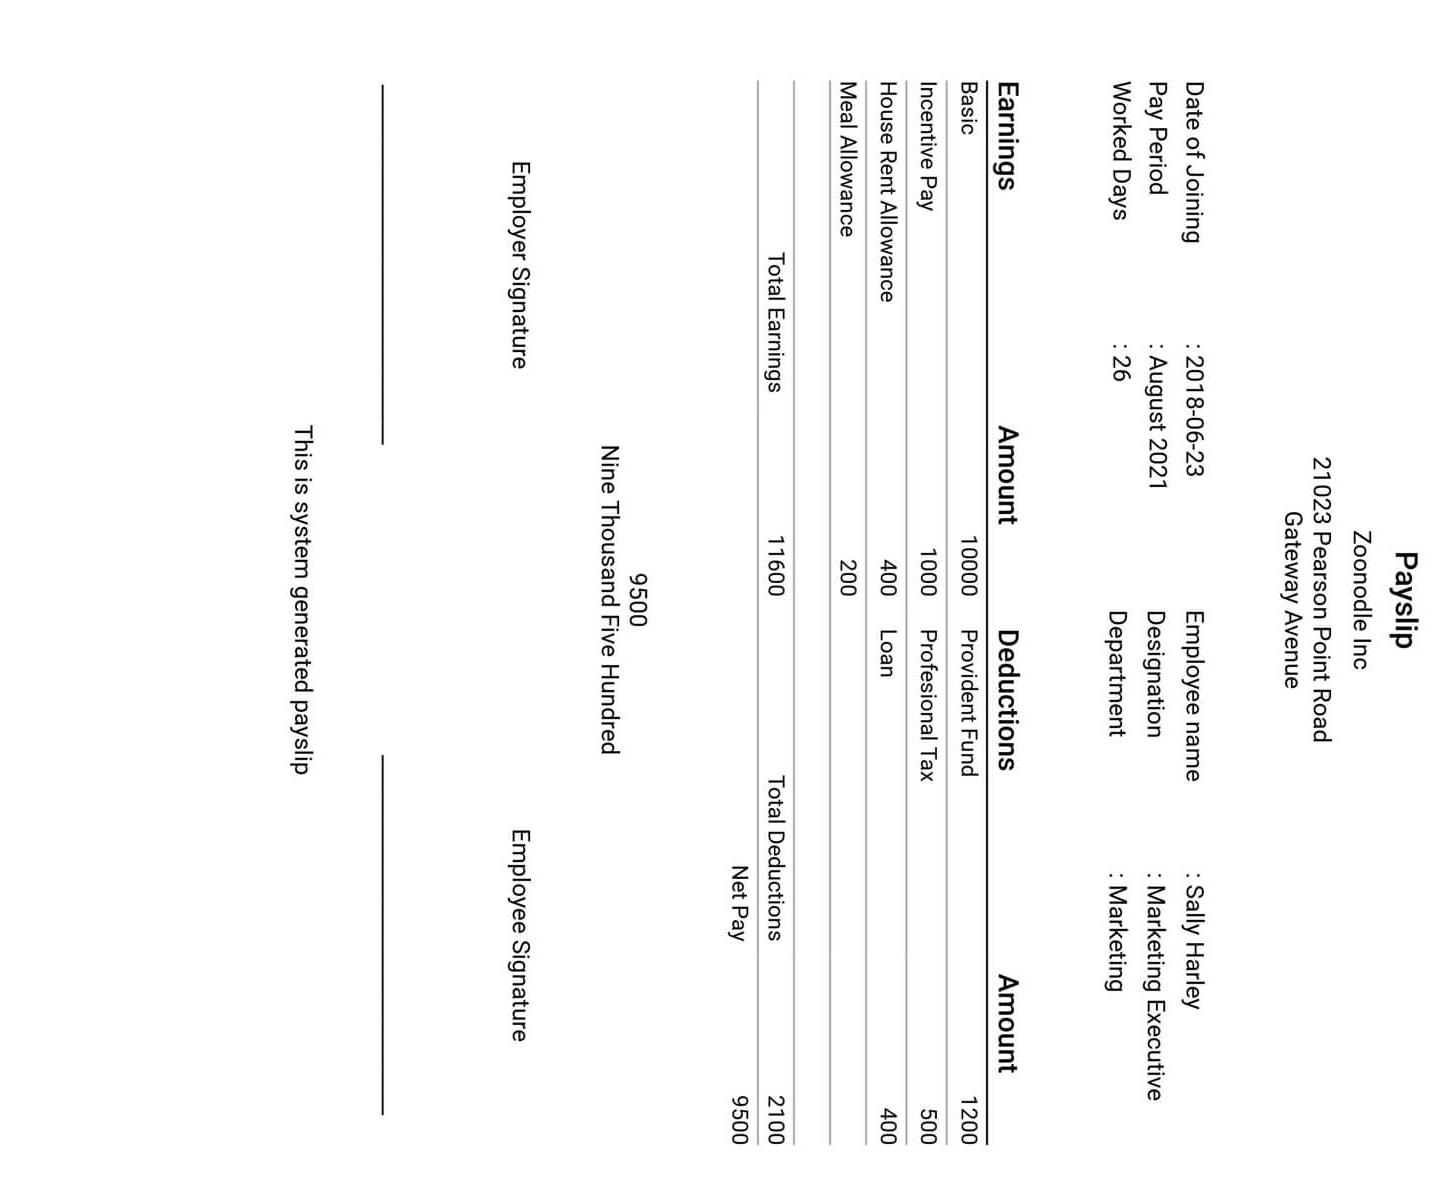 Payslip
Zoonodle Inc
21023 Pearson Point Road
Gateway Avenue
Date of Joining : 2018-06-23 Employee name : Sally Harley
Pay Period : August 2021 Designation : Marketing Executive
Worked Days : 26 Department : Marketing
Earnings Amount Deductions Amount
Basic 10000 Provident Fund 1200
Incentive Pay 1000 Profesional Tax 500
House Rent Allowance 400 Loan 400
Meal Allowance 200
Total Earnings 11600 Total Deductions 2100
Net Pay 9500
9500
Nine Thousand Five Hundred
Employer Signature Employee Signature
This is system generated payslip